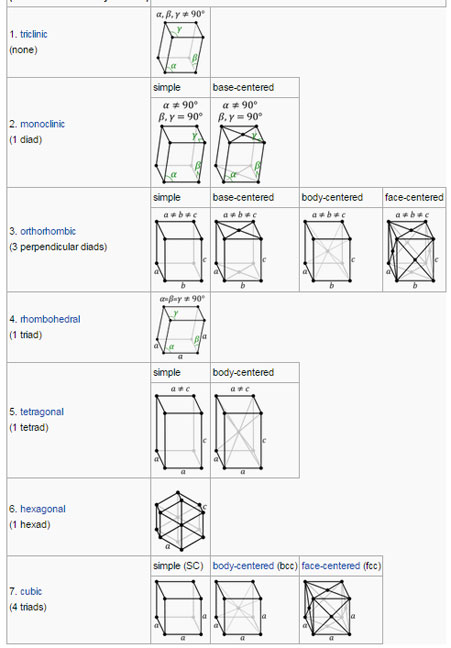 α, β, γ ≠ 90°
1. triclinic
(none)
γ
β
α
simple base-centered
α ≠ 90° α ≠ 90°
β, γ = 90° β, γ = 90°
2. monoclinic
(1 diad)
γ γ
β β
α α
simple base-centered body-centered face-centered
a ≠ b ≠ c a ≠ b ≠ c a ≠ b ≠ c a ≠ b ≠ c
3. orthorhombic
(3 perpendicular diads)
c c c c
a a a a
b b b b
α=β=γ ≠ 90°
4. rhombohedral
(1 triad)
γ
a α β a
a
simple body-centered
a ≠ c a ≠ c
5. tetragonal
(1 tetrad)
c c
a a
a a
6. hexagonal
(1 hexad)
c
a
simple (SC) body-centered (bcc) face-centered (fcc)
7. cubic
(4 triads)
a a a
a a a
a a a